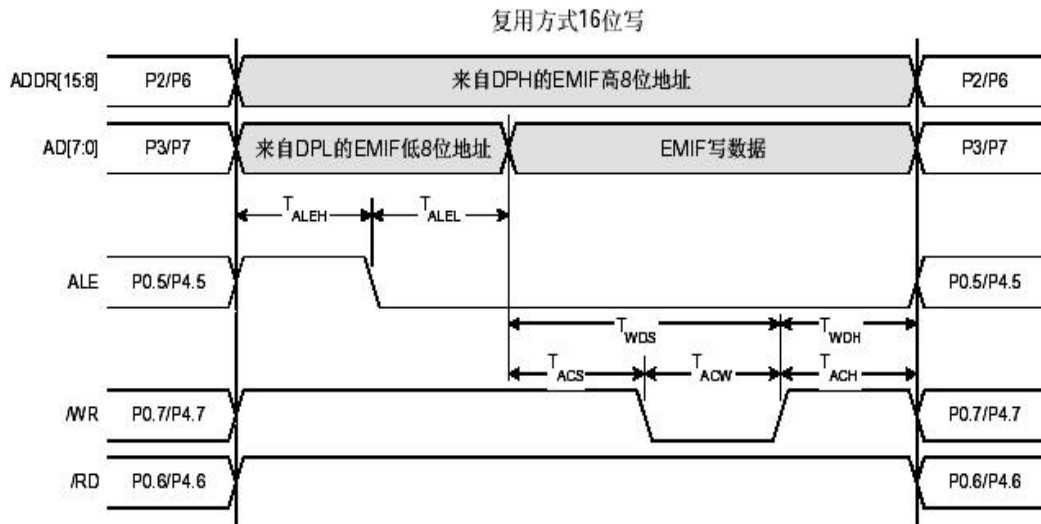 复用方式16位写
ADDR[15:8] P2/P6 来自DPH的EMIF高8位地址 P2/P6
AD[7:0] P3/P7 来自DPL的EMIF低8位地址 EMIF写数据 P3/P7
TALEH TALEL
ALE P0.5/P4.5 P0.5/P4.5
TWDS TWDH
TACS TACW TACH
/WR P0.7/P4.7 P0.7/P4.7
/RD P0.6/P4.6 P0.6/P4.6